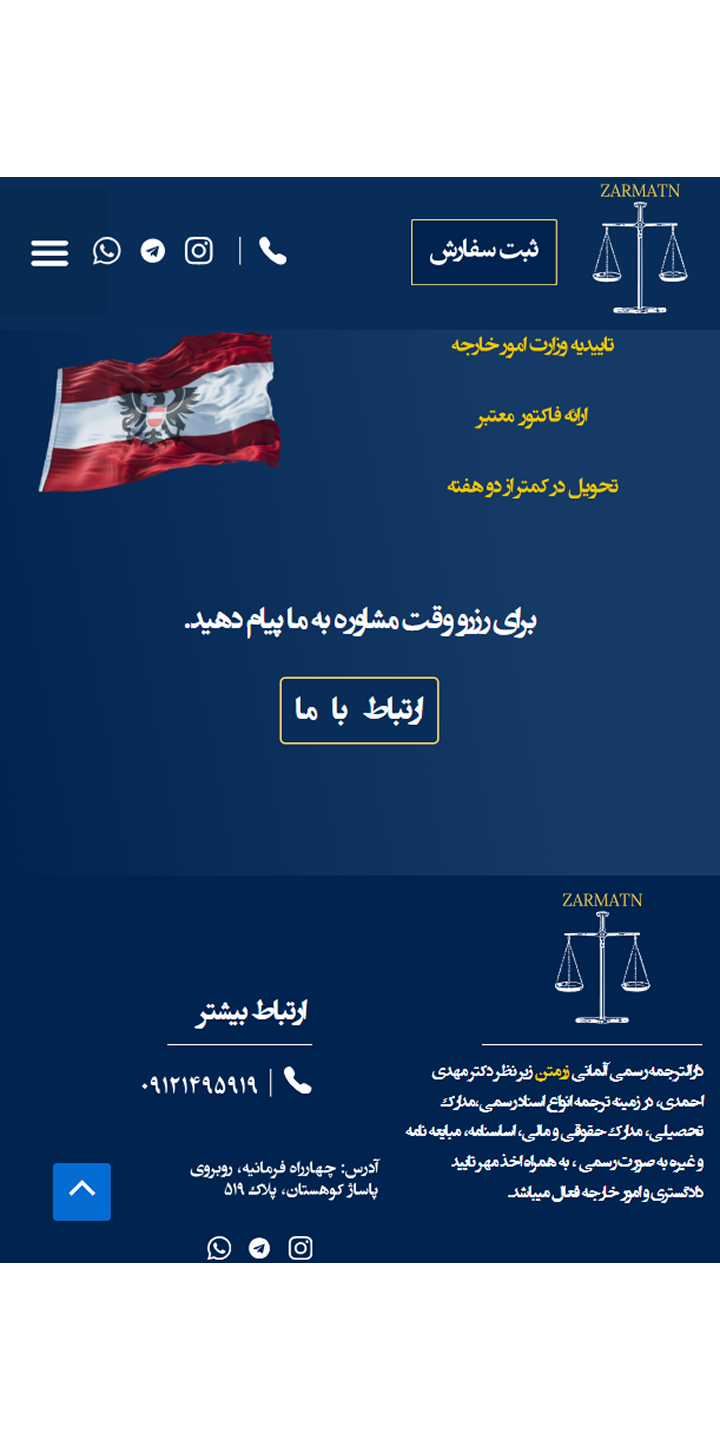 ZARMATN
ثبت سفارش
تاییدیه وزارت امور خارجه
ارائه فاکتور معتبر
تحویل در کمتر از دو هفته
برای رزرو وقت مشاوره به ما پیام دهید.
ارتباط با ما
ZARMATN
دارالترجمه رسمی آلمانی زرمتن زیر نظر دکتر مهدی
احمدی، در زمینه ترجمه انواع اسناد رسمی،مدارک
تحصیلی، مدارک حقوقی و مالی، اساسنامه، مبایعه نامه
و غیره به صورت رسمی ، به همراه اخذ مهر تایید
دادگستری و امور خارجه فعال میباشد.
ارتباط بیشتر
۰۹۱۲۱۴۹۵۹۱۹
آدرس: چهارراه فرمانیه، روبروی
پاساژ کوهستان، پلاک ۵۱۹